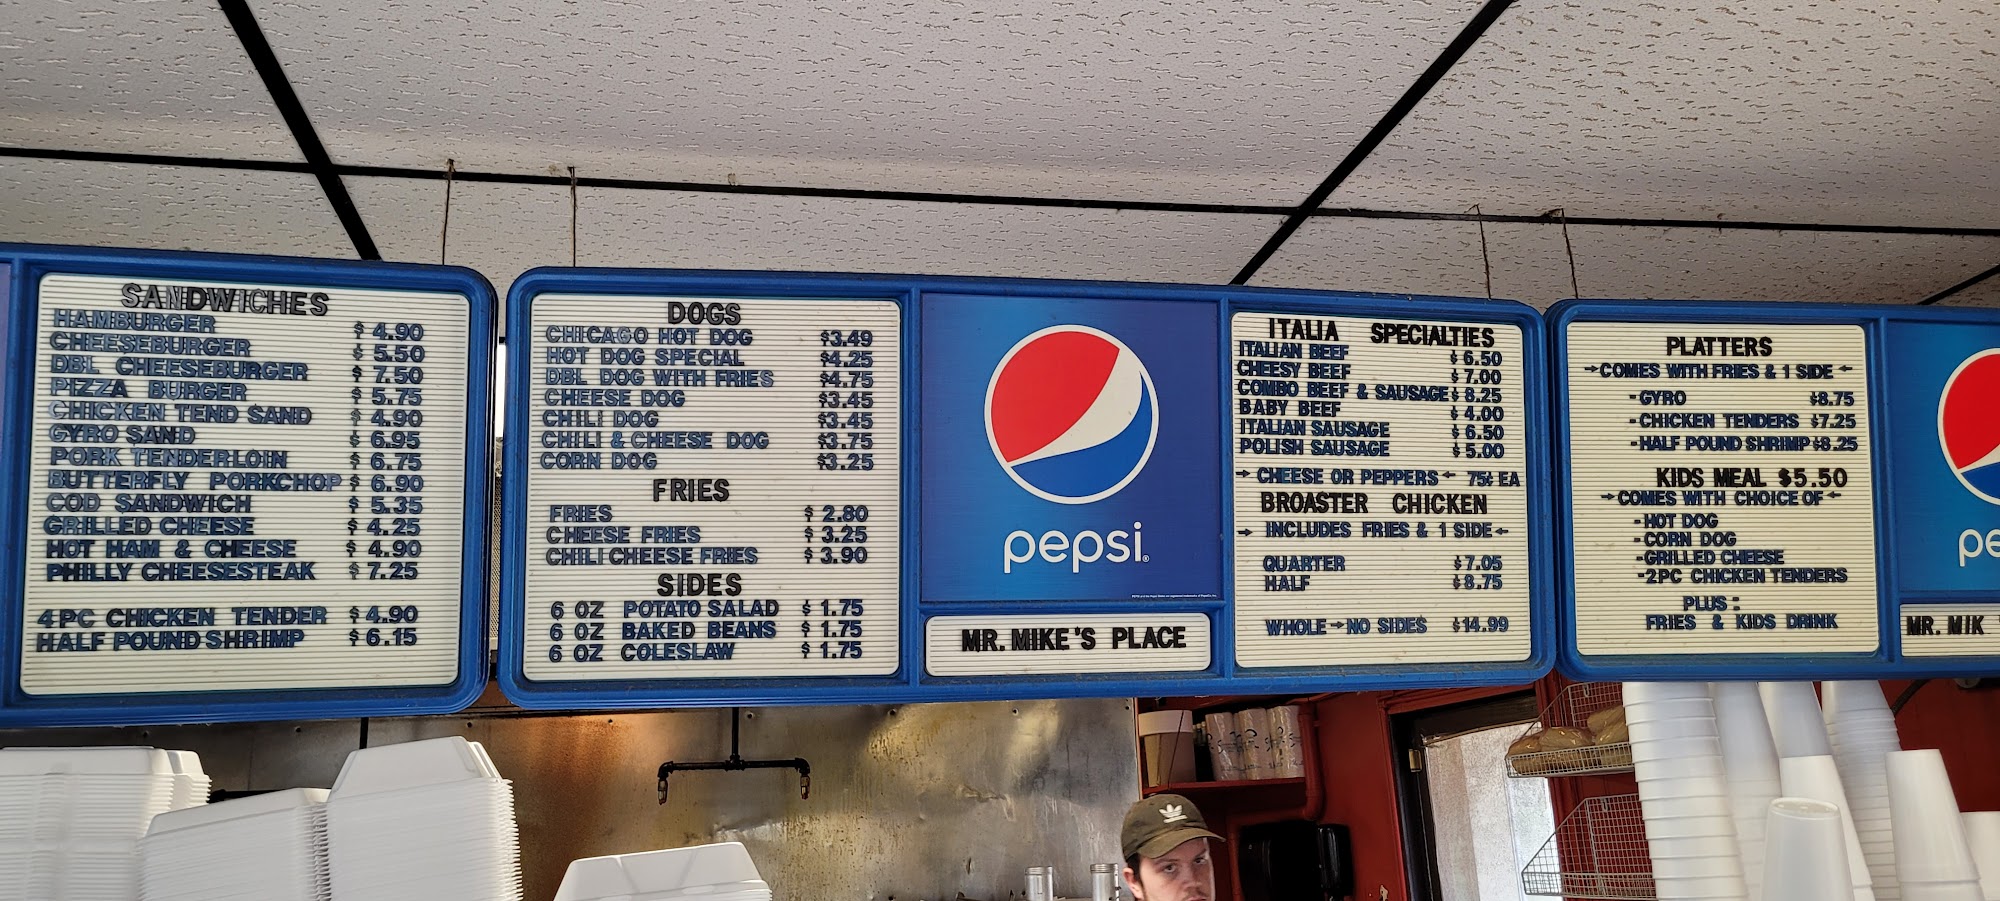 SANDWICHES
HAMBURGER $ 4.90
CHEESEBURGER $ 5.50
DBL CHEESEBURGER $ 7.50
PIZZA BURGER $ 5.75
CHICKEN TEND SAND $ 4.90
GYRO SAND $ 6.95
PORK TENDERLOIN $ 6.75
BUTTERFLY PORKCHOP $ 6.90
COD SANDWICH $ 5.35
GRILLED CHEESE $ 4.25
HOT HAM & CHEESE $ 4.90
PHILLY CHEESESTEAK $ 7.25
4PC CHICKEN TENDER $ 4.90
HALF POUND SHRIMP $ 6.15
DOGS
CHICAGO HOT DOG $3.49
HOT DOG SPECIAL $4.25
DBL DOG WITH FRIES $4.75
CHEESE DOG $3.45
CHILI DOG $3.45
CHILI & CHEESE DOG $3.75
CORN DOG $3.25
FRIES
FRIES $ 2.80
CHEESE FRIES $ 3.25
CHILI CHEESE FRIES $ 3.90
SIDES
6 OZ POTATO SALAD $ 1.75
6 OZ BAKED BEANS $ 1.75
6 OZ COLESLAW $ 1.75
pepsi
MR. MIKE'S PLACE
ITALIA SPECIALTIES
ITALIAN BEEF $ 6.50
CHEESY BEEF $ 7.00
COMBO BEEF & SAUSAGE $ 8.25
BABY BEEF $ 4.00
ITALIAN SAUSAGE $ 6.50
POLISH SAUSAGE $ 5.00
→ CHEESE OR PEPPERS ← 75¢ EA
BROASTER CHICKEN
→ INCLUDES FRIES & 1 SIDE ←
QUARTER $7.05
HALF $8.75
WHOLE → NO SIDES $14.99
PLATTERS
→COMES WITH FRIES & 1 SIDE ←
-GYRO $8.75
-CHICKEN TENDERS $7.25
-HALF POUND SHRIMP $8.25
KIDS MEAL $5.50
→COMES WITH CHOICE OF ←
-HOT DOG
-CORN DOG
-GRILLED CHEESE
-2PC CHICKEN TENDERS
PLUS:
FRIES & KIDS DRINK
pe
MR. MIK